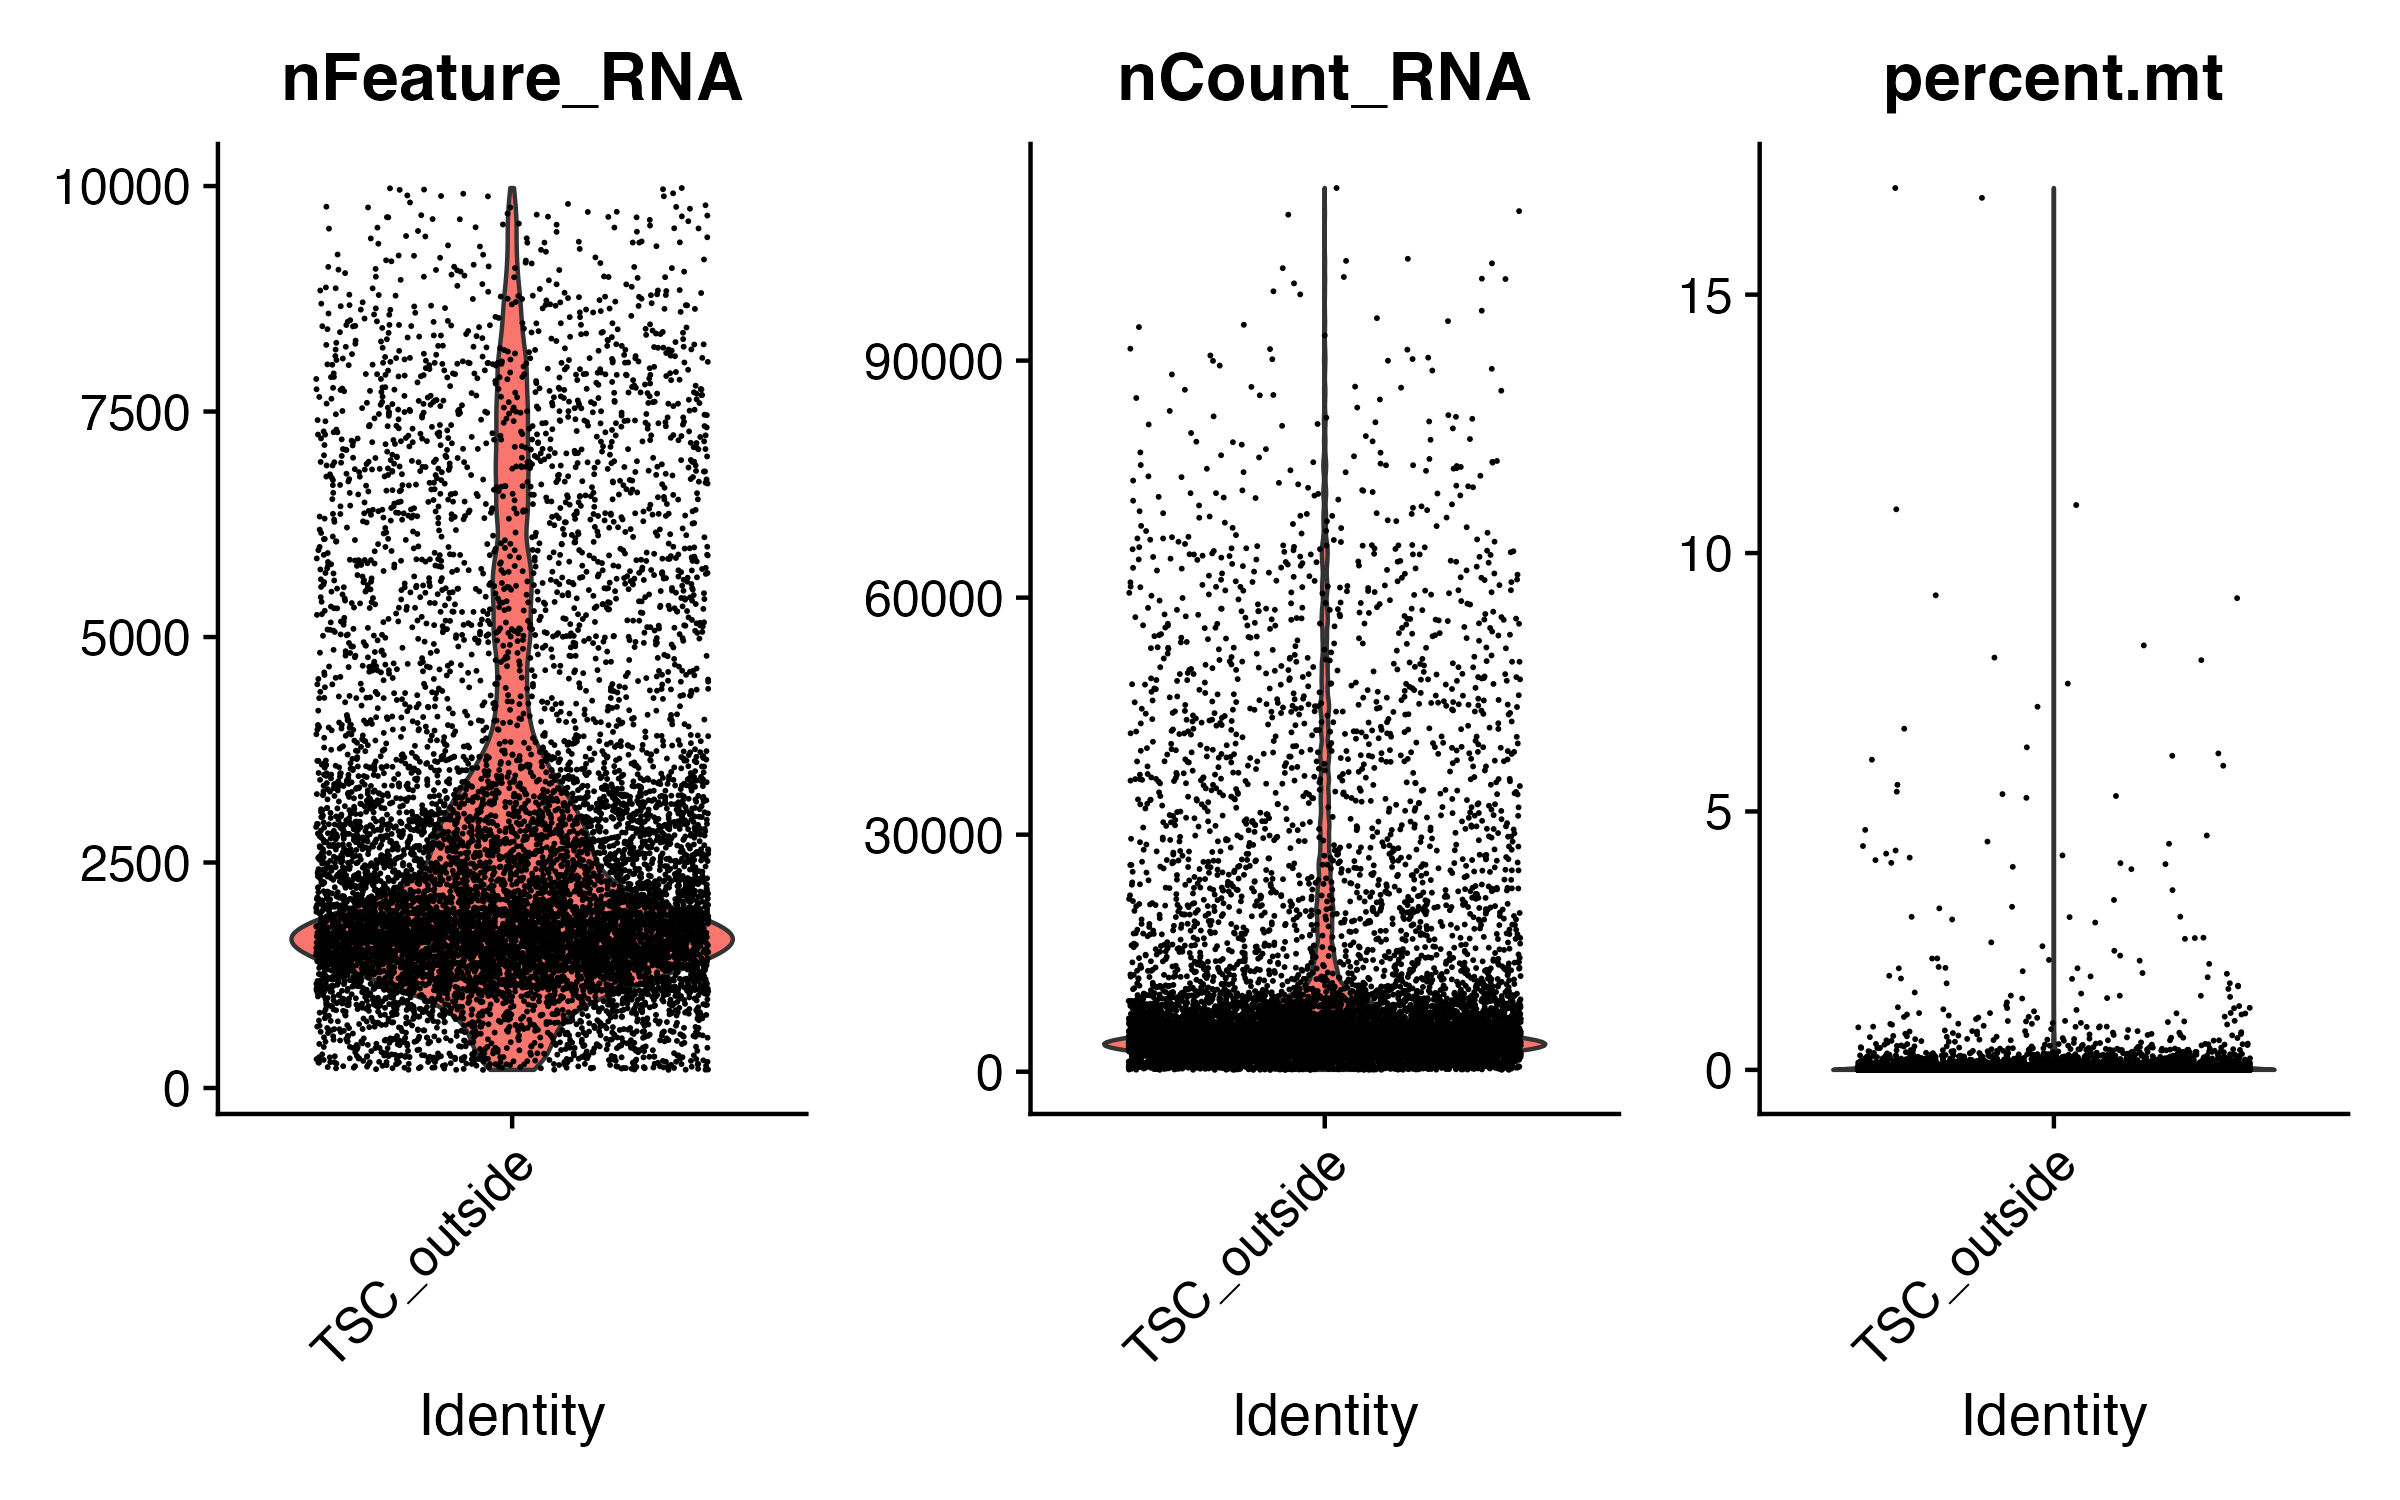 nFeature_RNA
10000
7500
5000
2500
0
TSC_outside
Identity
nCount_RNA
90000
60000
30000
0
TSC_outside
Identity
percent.mt
15
10
5
0
TSC_outside
Identity